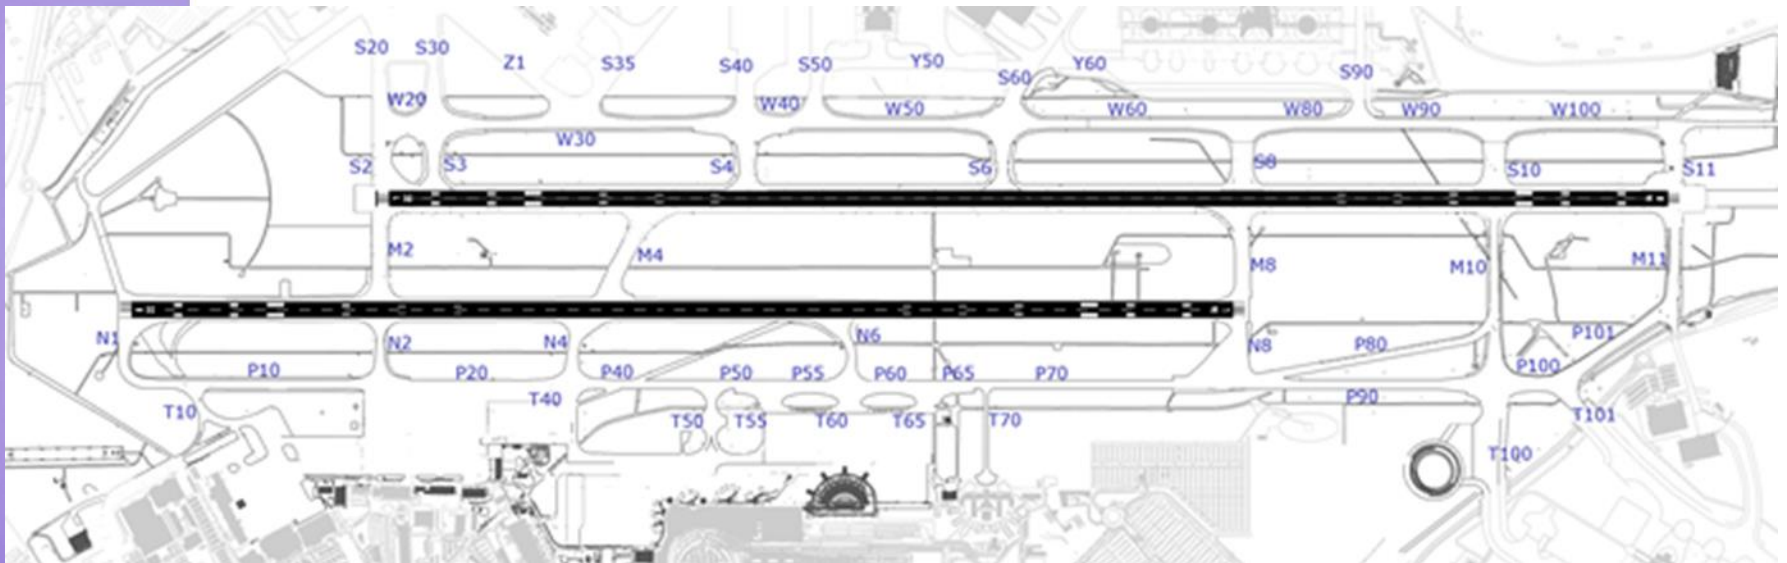 S20 S30
Z1 S35 S40 S50 Y50 S60 Y60 S90
W20 W40 W50 W60 W80 W90 W100
W30
S2 S3 S4 S6 S8 S10 S11
M2 M4 M8 M10 M11
N1 N2 N4 N6 N8 P80 P101
P10 P20 P40 P50 P55 P60 P65 P70 P100
P90
T10 T40 T50 T55 T60 T65 T70 T101
T100